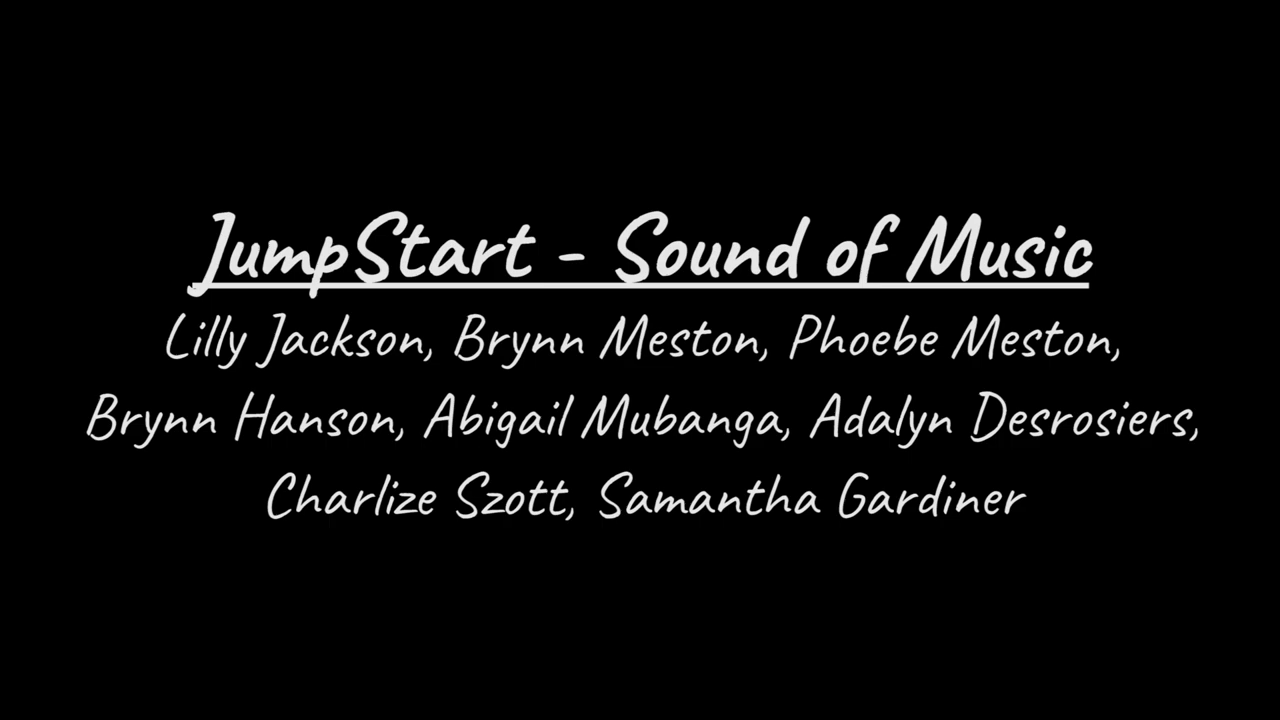 JumpStart - Sound of Music
Lilly Jackson, Brynn Meston, Phoebe Meston,
Brynn Hanson, Abigail Mubanga, Adalyn Desrosiers,
Charlize Szott, Samantha Gardiner